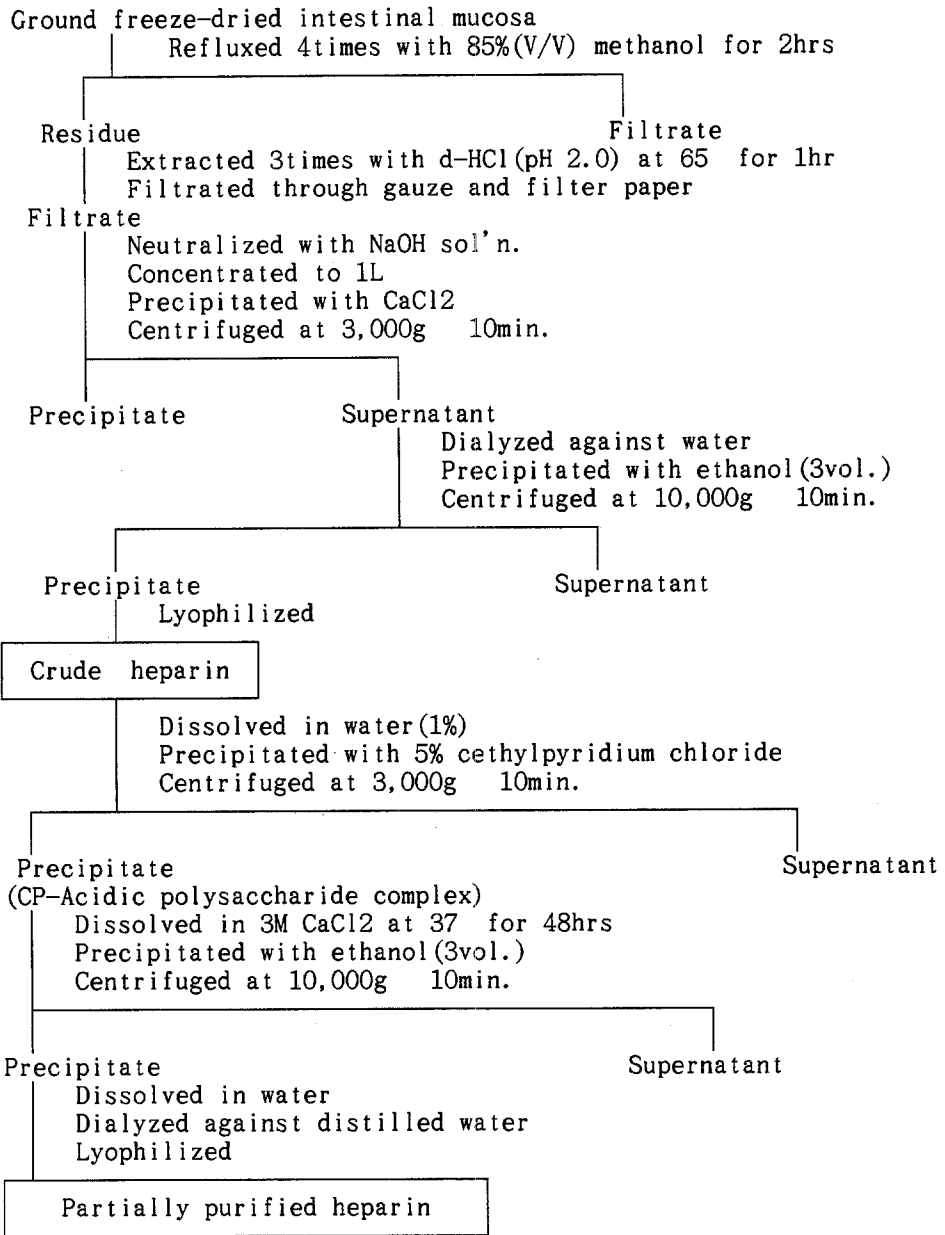 Ground freeze-dried intestinal mucosa
Refluxed 4times with 85%(V/V) methanol for 2hrs
Residue Filtrate
Extracted 3times with d-HCl(pH 2.0) at 65 for 1hr
Filtrated through gauze and filter paper
Filtrate
Neutralized with NaOH sol'n.
Concentrated to 1L
Precipitated with CaCl2
Centrifuged at 3,000g 10min.
Precipitate Supernatant
Dialyzed against water
Precipitated with ethanol(3vol.)
Centrifuged at 10,000g 10min.
Precipitate Supernatant
Lyophilized
Crude heparin
Dissolved in water(1%)
Precipitated with 5% cethylpyridium chloride
Centrifuged at 3,000g 10min.
Precipitate Supernatant
(CP-Acidic polysaccharide complex)
Dissolved in 3M CaCl2 at 37 for 48hrs
Precipitated with ethanol(3vol.)
Centrifuged at 10,000g 10min.
Precipitate Supernatant
Dissolved in water
Dialyzed against distilled water
Lyophilized
Partially purified heparin